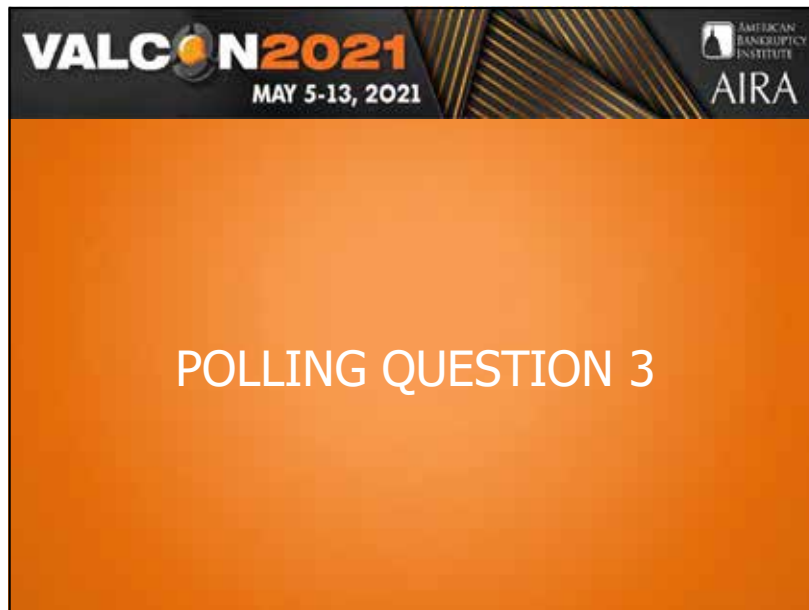 VALCON2021
MAY 5-13, 2021
AMERICAN
BANKRUPTCY
INSTITUTE
AIRA
POLLING QUESTION 3